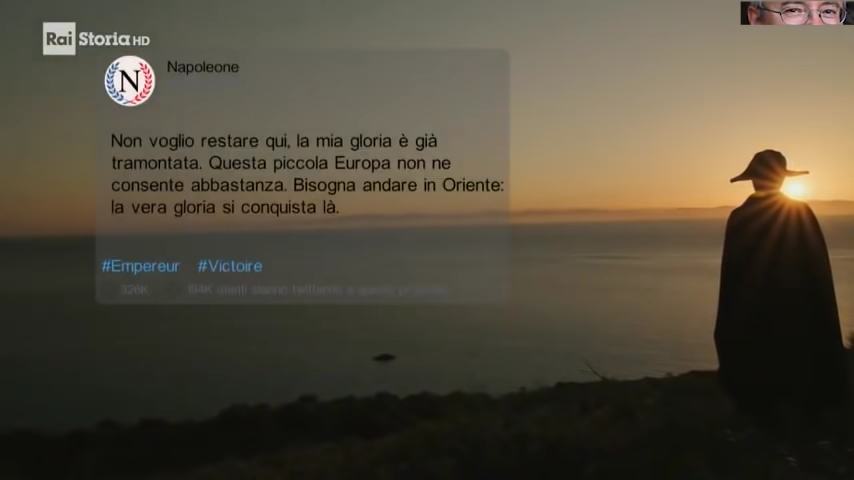 Rai Storia HD
N
Napoleone
Non voglio restare qui, la mia gloria è già
tramontata. Questa piccola Europa non ne
consente abbastanza. Bisogna andare in Oriente:
la vera gloria si conquista là.
#Empereur #Victoire
326K